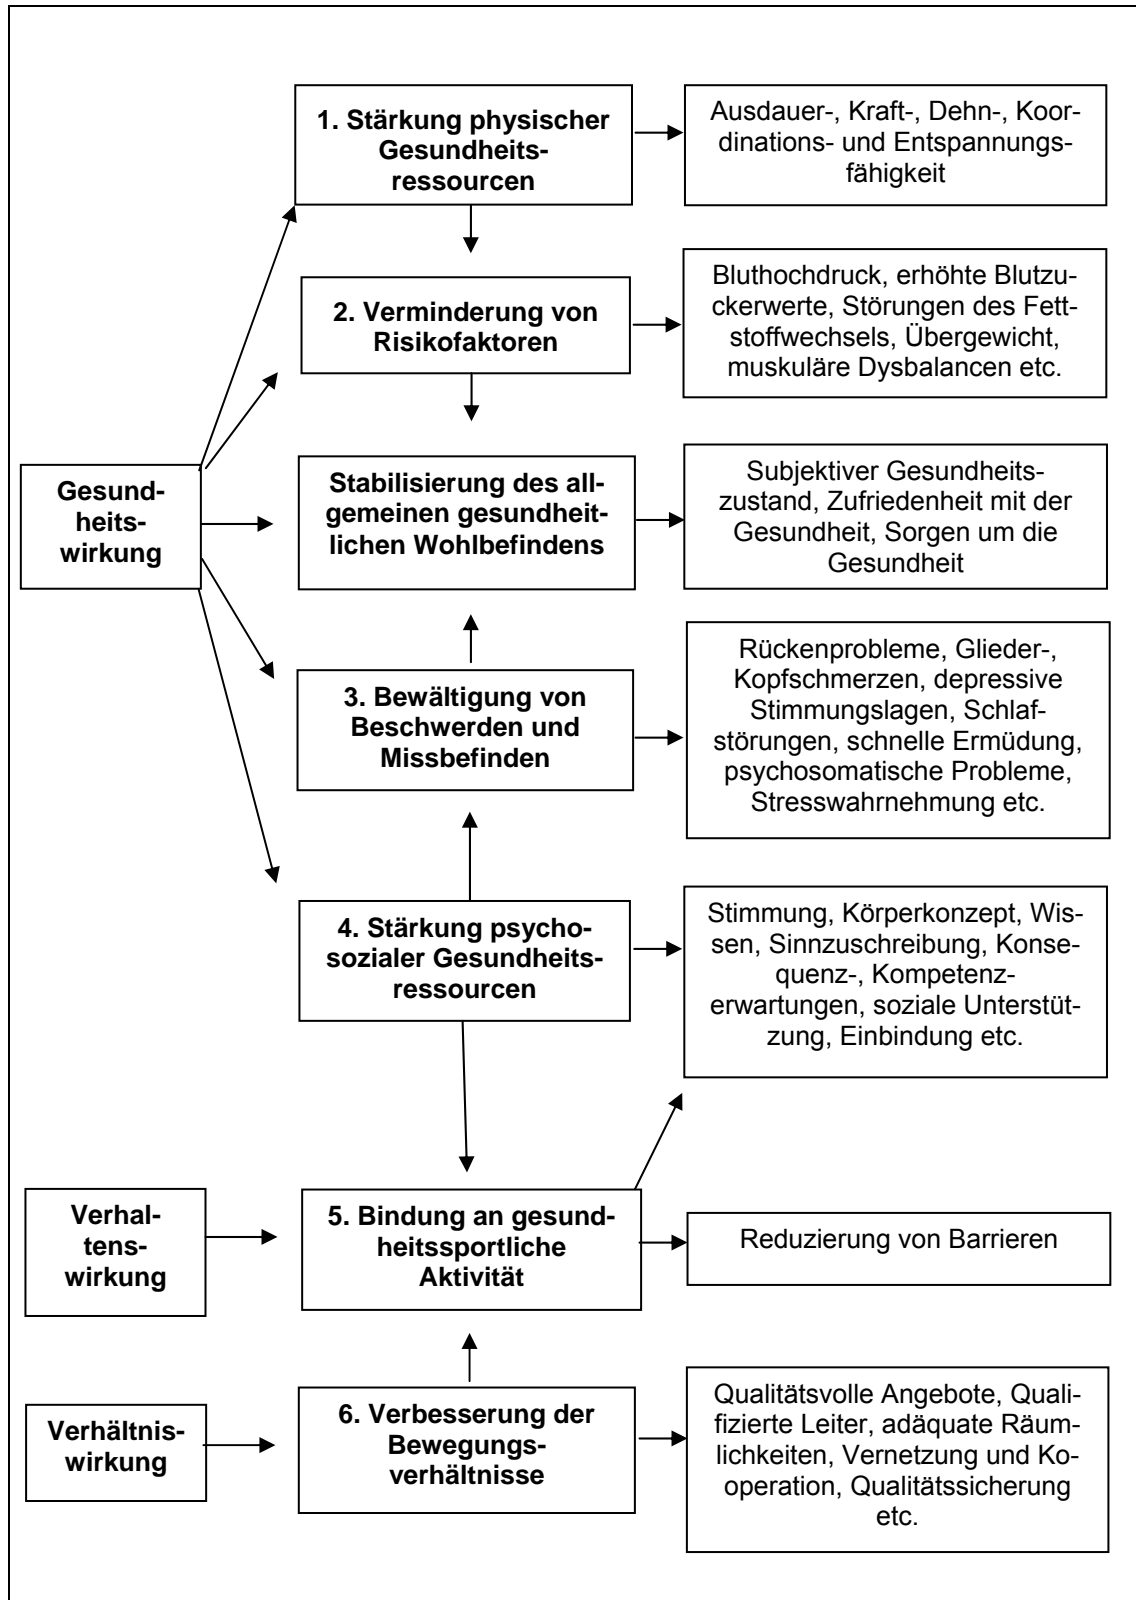 1. Stärkung physischer
Gesundheits-
ressourcen
Ausdauer-, Kraft-, Dehn-, Koor-
dinations- und Entspannungs-
fähigkeit
2. Verminderung von
Risikofaktoren
Bluthochdruck, erhöhte Blutzu-
ckerwerte, Störungen des Fett-
stoffwechsels, Übergewicht,
muskuläre Dysbalancen etc.
Gesund-
heits-
wirkung
Stabilisierung des all-
gemeinen gesundheit-
lichen Wohlbefindens
Subjektiver Gesundheits-
zustand, Zufriedenheit mit der
Gesundheit, Sorgen um die
Gesundheit
3. Bewältigung von
Beschwerden und
Missbefinden
Rückenprobleme, Glieder-,
Kopfschmerzen, depressive
Stimmungslagen, Schlaf-
störungen, schnelle Ermüdung,
psychosomatische Probleme,
Stresswahrnehmung etc.
4. Stärkung psycho-
sozialer Gesundheits-
ressourcen
Stimmung, Körperkonzept, Wis-
sen, Sinnzuschreibung, Konse-
quenz-, Kompetenz-
erwartungen, soziale Unterstüt-
zung, Einbindung etc.
Verhal-
tens-
wirkung
5. Bindung an gesund-
heitssportliche
Aktivität
Reduzierung von Barrieren
Verhältnis-
wirkung
6. Verbesserung der
Bewegungs-
verhältnisse
Qualitätsvolle Angebote, Quali-
fizierte Leiter, adäquate Räum-
lichkeiten, Vernetzung und Ko-
operation, Qualitätssicherung
etc.